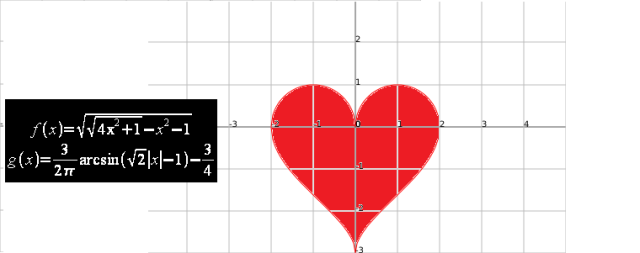 2
1
f(x)=√(√(4x²+1)−x²−1)
g(x)=3/(2π) arcsin(√2|x|−1)−3/4
-3 -2 -1 0 1 2 3 4
-1
-2
-3